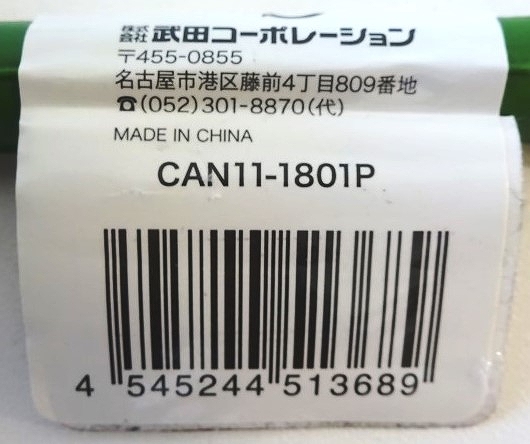 株式会社 武田コーポレーション
〒455-0855
名古屋市港区藤前4丁目809番地
☎(052)301-8870(代)
MADE IN CHINA
CAN11-1801P
4 545244 513689